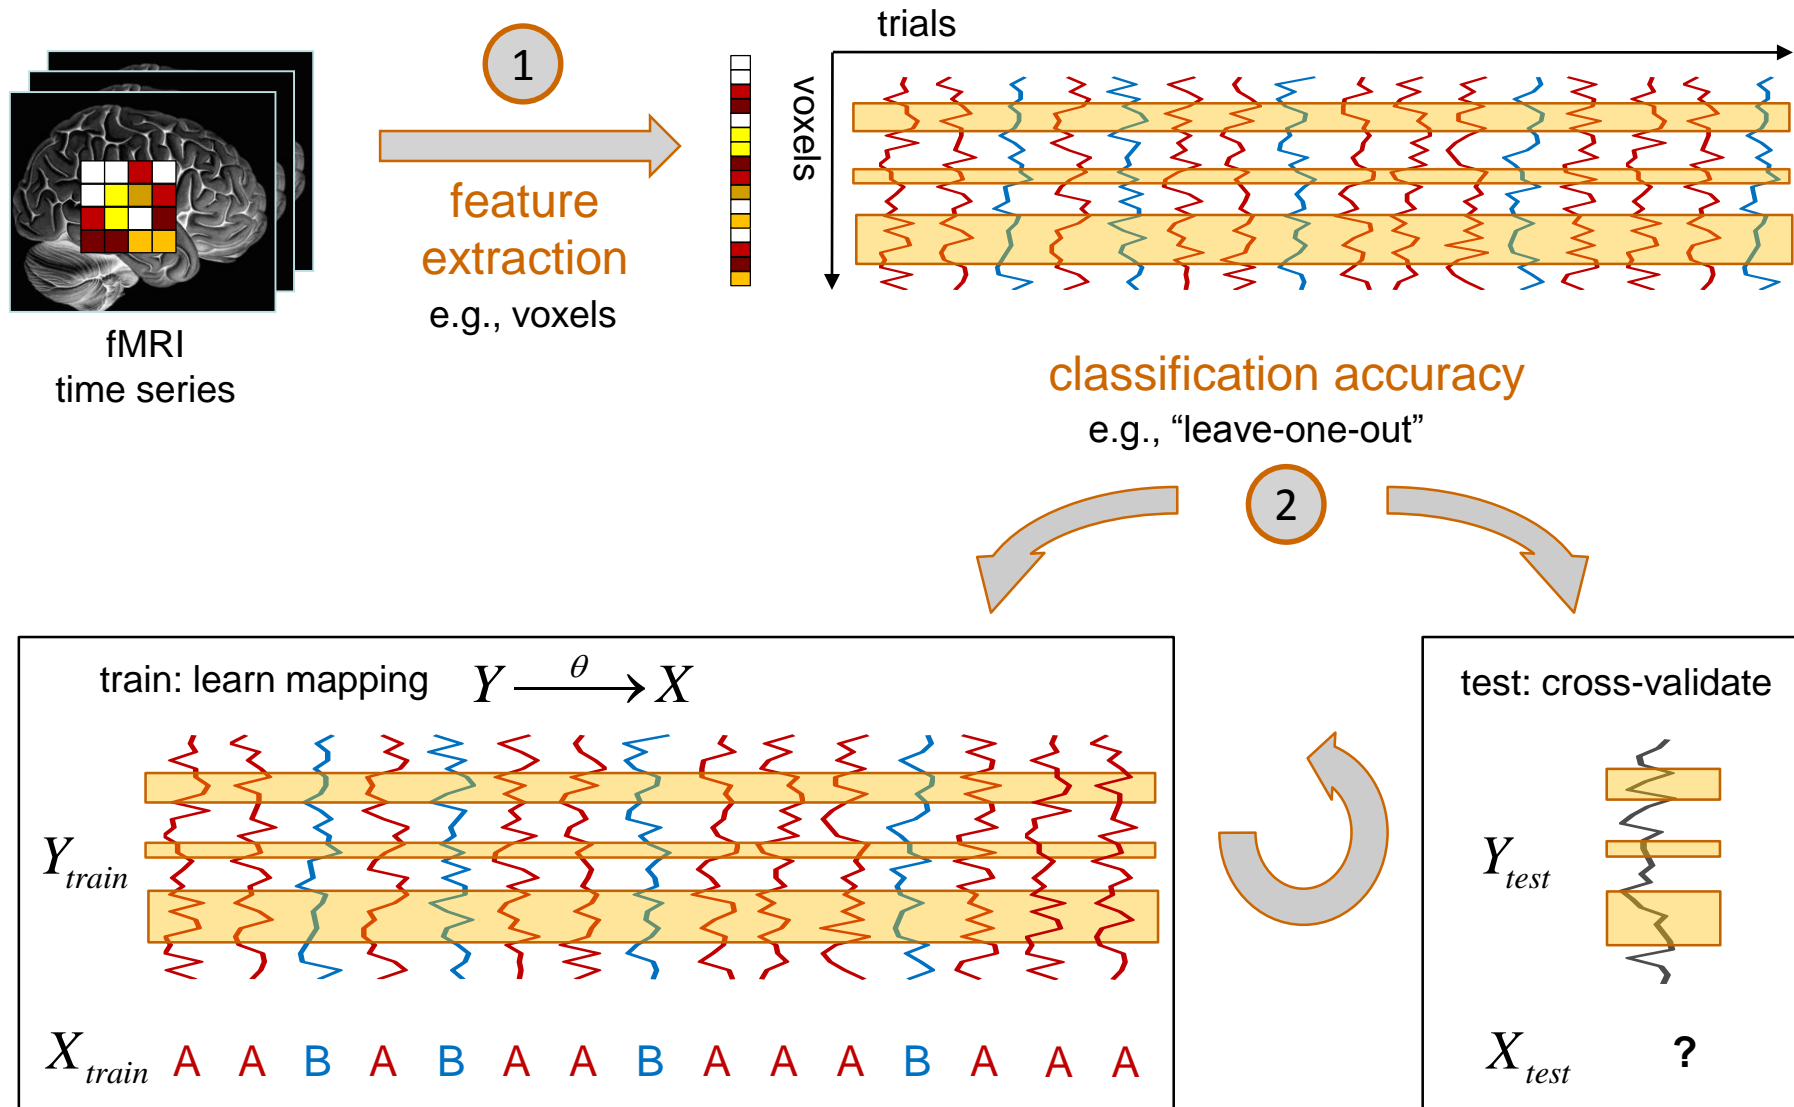 trials
1
voxels
feature
extraction
e.g., voxels
fMRI
time series
classification accuracy
e.g., “leave-one-out”
2
train: learn mapping Y θ X
Y train
X train A A B A B A A B A A A B A A A
test: cross-validate
Y test
X test ?